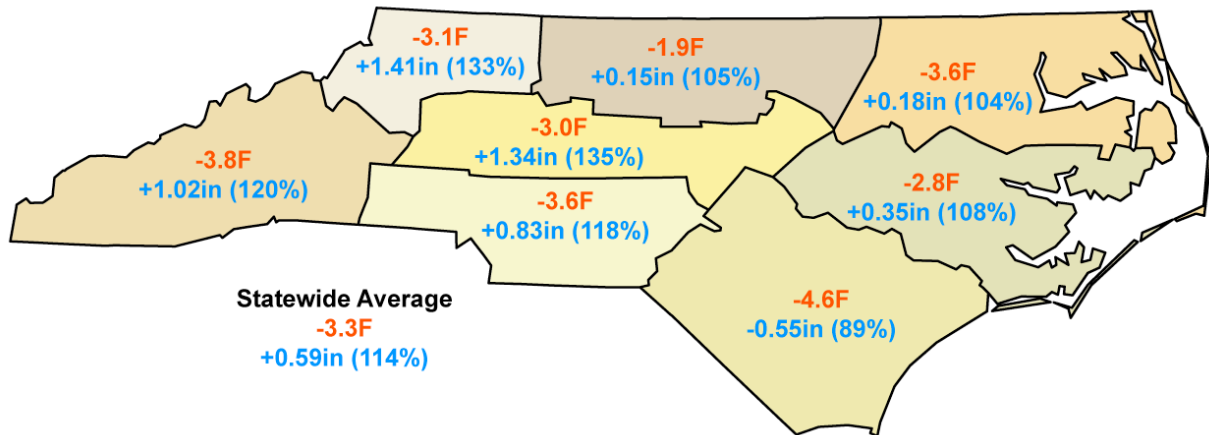 -3.1F
+1.41in (133%)
-1.9F
+0.15in (105%)
-3.6F
+0.18in (104%)
-3.8F
+1.02in (120%)
-3.0F
+1.34in (135%)
-3.6F
+0.83in (118%)
-2.8F
+0.35in (108%)
-4.6F
-0.55in (89%)
Statewide Average
-3.3F
+0.59in (114%)